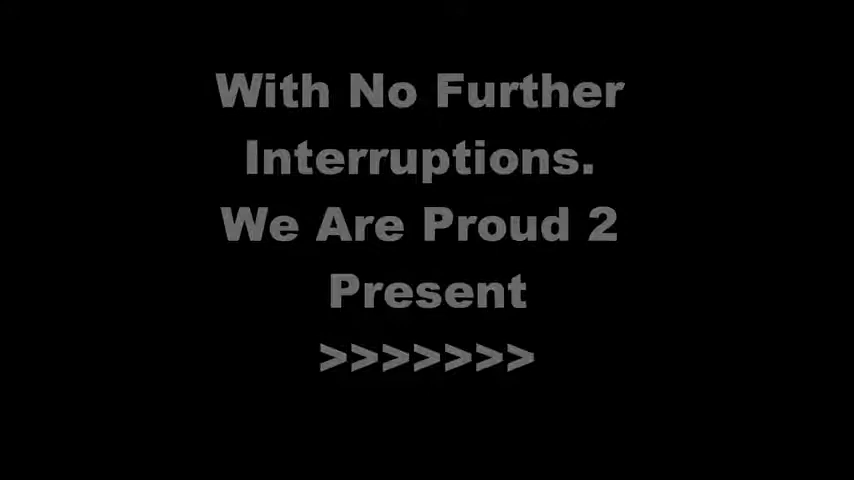 With No Further
Interruptions.
We Are Proud 2
Present
>>>>>>>